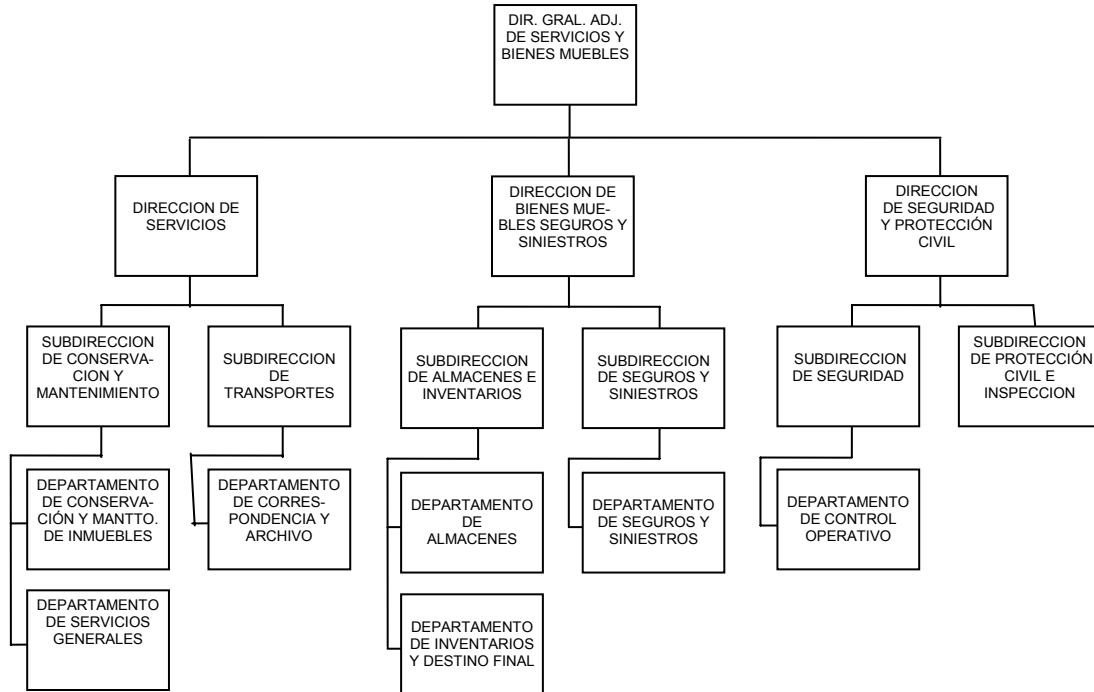 DIR. GRAL. ADJ.
DE SERVICIOS Y
BIENES MUEBLES
DIRECCION DE
SERVICIOS
DIRECCION DE
BIENES MUE-
BLES SEGUROS Y
SINIESTROS
DIRECCION
DE SEGURIDAD
Y PROTECCIÓN
CIVIL
SUBDIRECCION
DE CONSERVA-
CION Y
MANTENIMIENTO
SUBDIRECCION
DE
TRANSPORTES
SUBDIRECCION
DE ALMACENES E
INVENTARIOS
SUBDIRECCION
DE SEGUROS Y
SINIESTROS
SUBDIRECCION
DE SEGURIDAD
SUBDIRECCION
DE PROTECCIÓN
CIVIL E
INSPECCION
DEPARTAMENTO
DE CONSERVA-
CIÓN Y MANTTO.
DE INMUEBLES
DEPARTAMENTO
DE CORRES-
PONDENCIA Y
ARCHIVO
DEPARTAMENTO
DE
ALMACENES
DEPARTAMENTO
DE SEGUROS Y
SINIESTROS
DEPARTAMENTO
DE CONTROL
OPERATIVO
DEPARTAMENTO
DE SERVICIOS
GENERALES
DEPARTAMENTO
DE INVENTARIOS
Y DESTINO FINAL